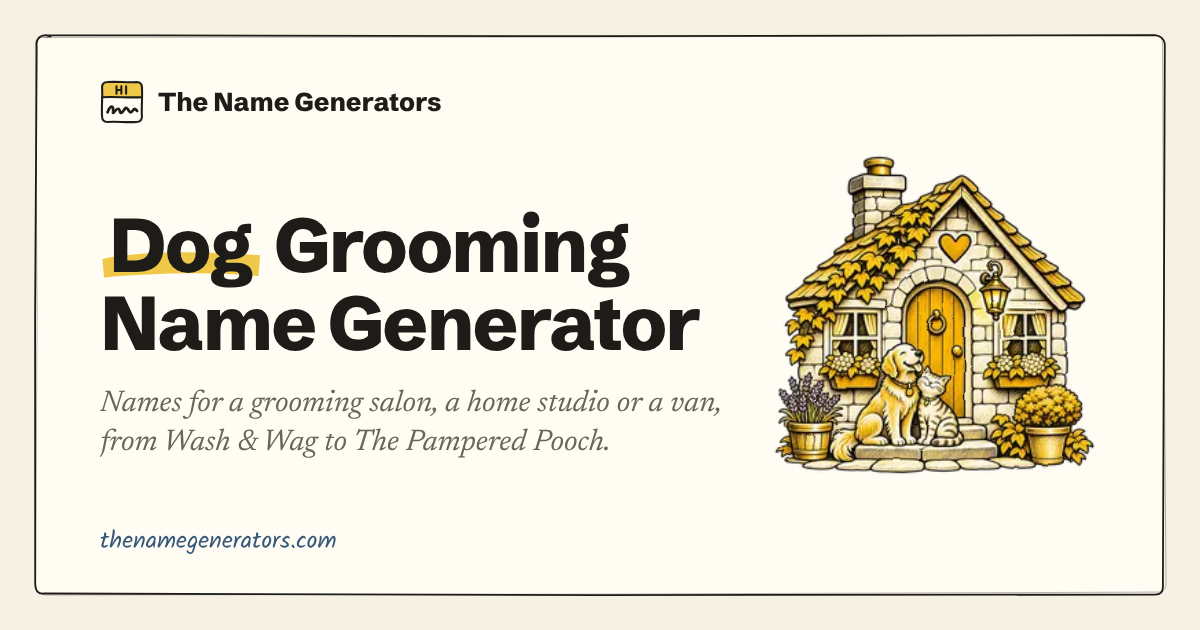 HI
The Name Generators
Dog Grooming
Name Generator
Names for a grooming salon, a home studio or a van,
from Wash & Wag to The Pampered Pooch.
thenamegenerators.com